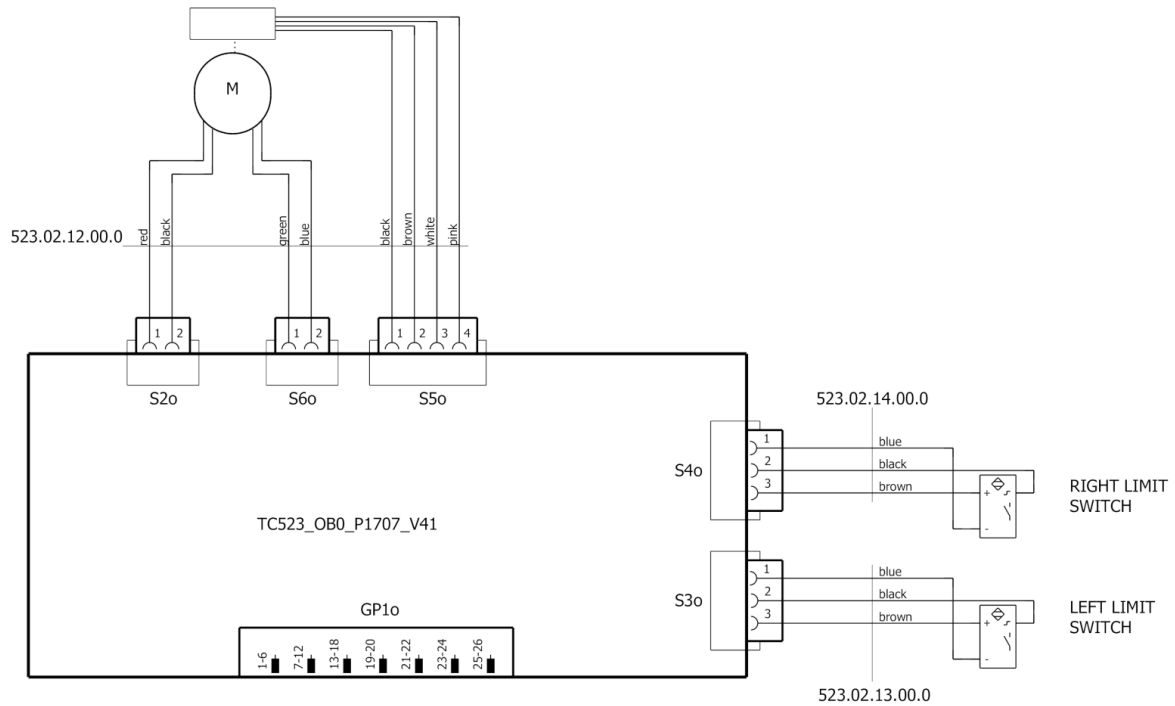 M
523.02.12.00.0
red
black
green
blue
black
brown
white
pink
1 2
1 2
1 2 3 4
S2o
S6o
S5o
523.02.14.00.0
S4o
1
blue
2
black
3
brown
+
-
RIGHT LIMIT
SWITCH
TC523_OB0_P1707_V41
S3o
1
blue
2
black
3
brown
+
-
LEFT LIMIT
SWITCH
523.02.13.00.0
GP1o
1-6
7-12
13-18
19-20
21-22
23-24
25-26